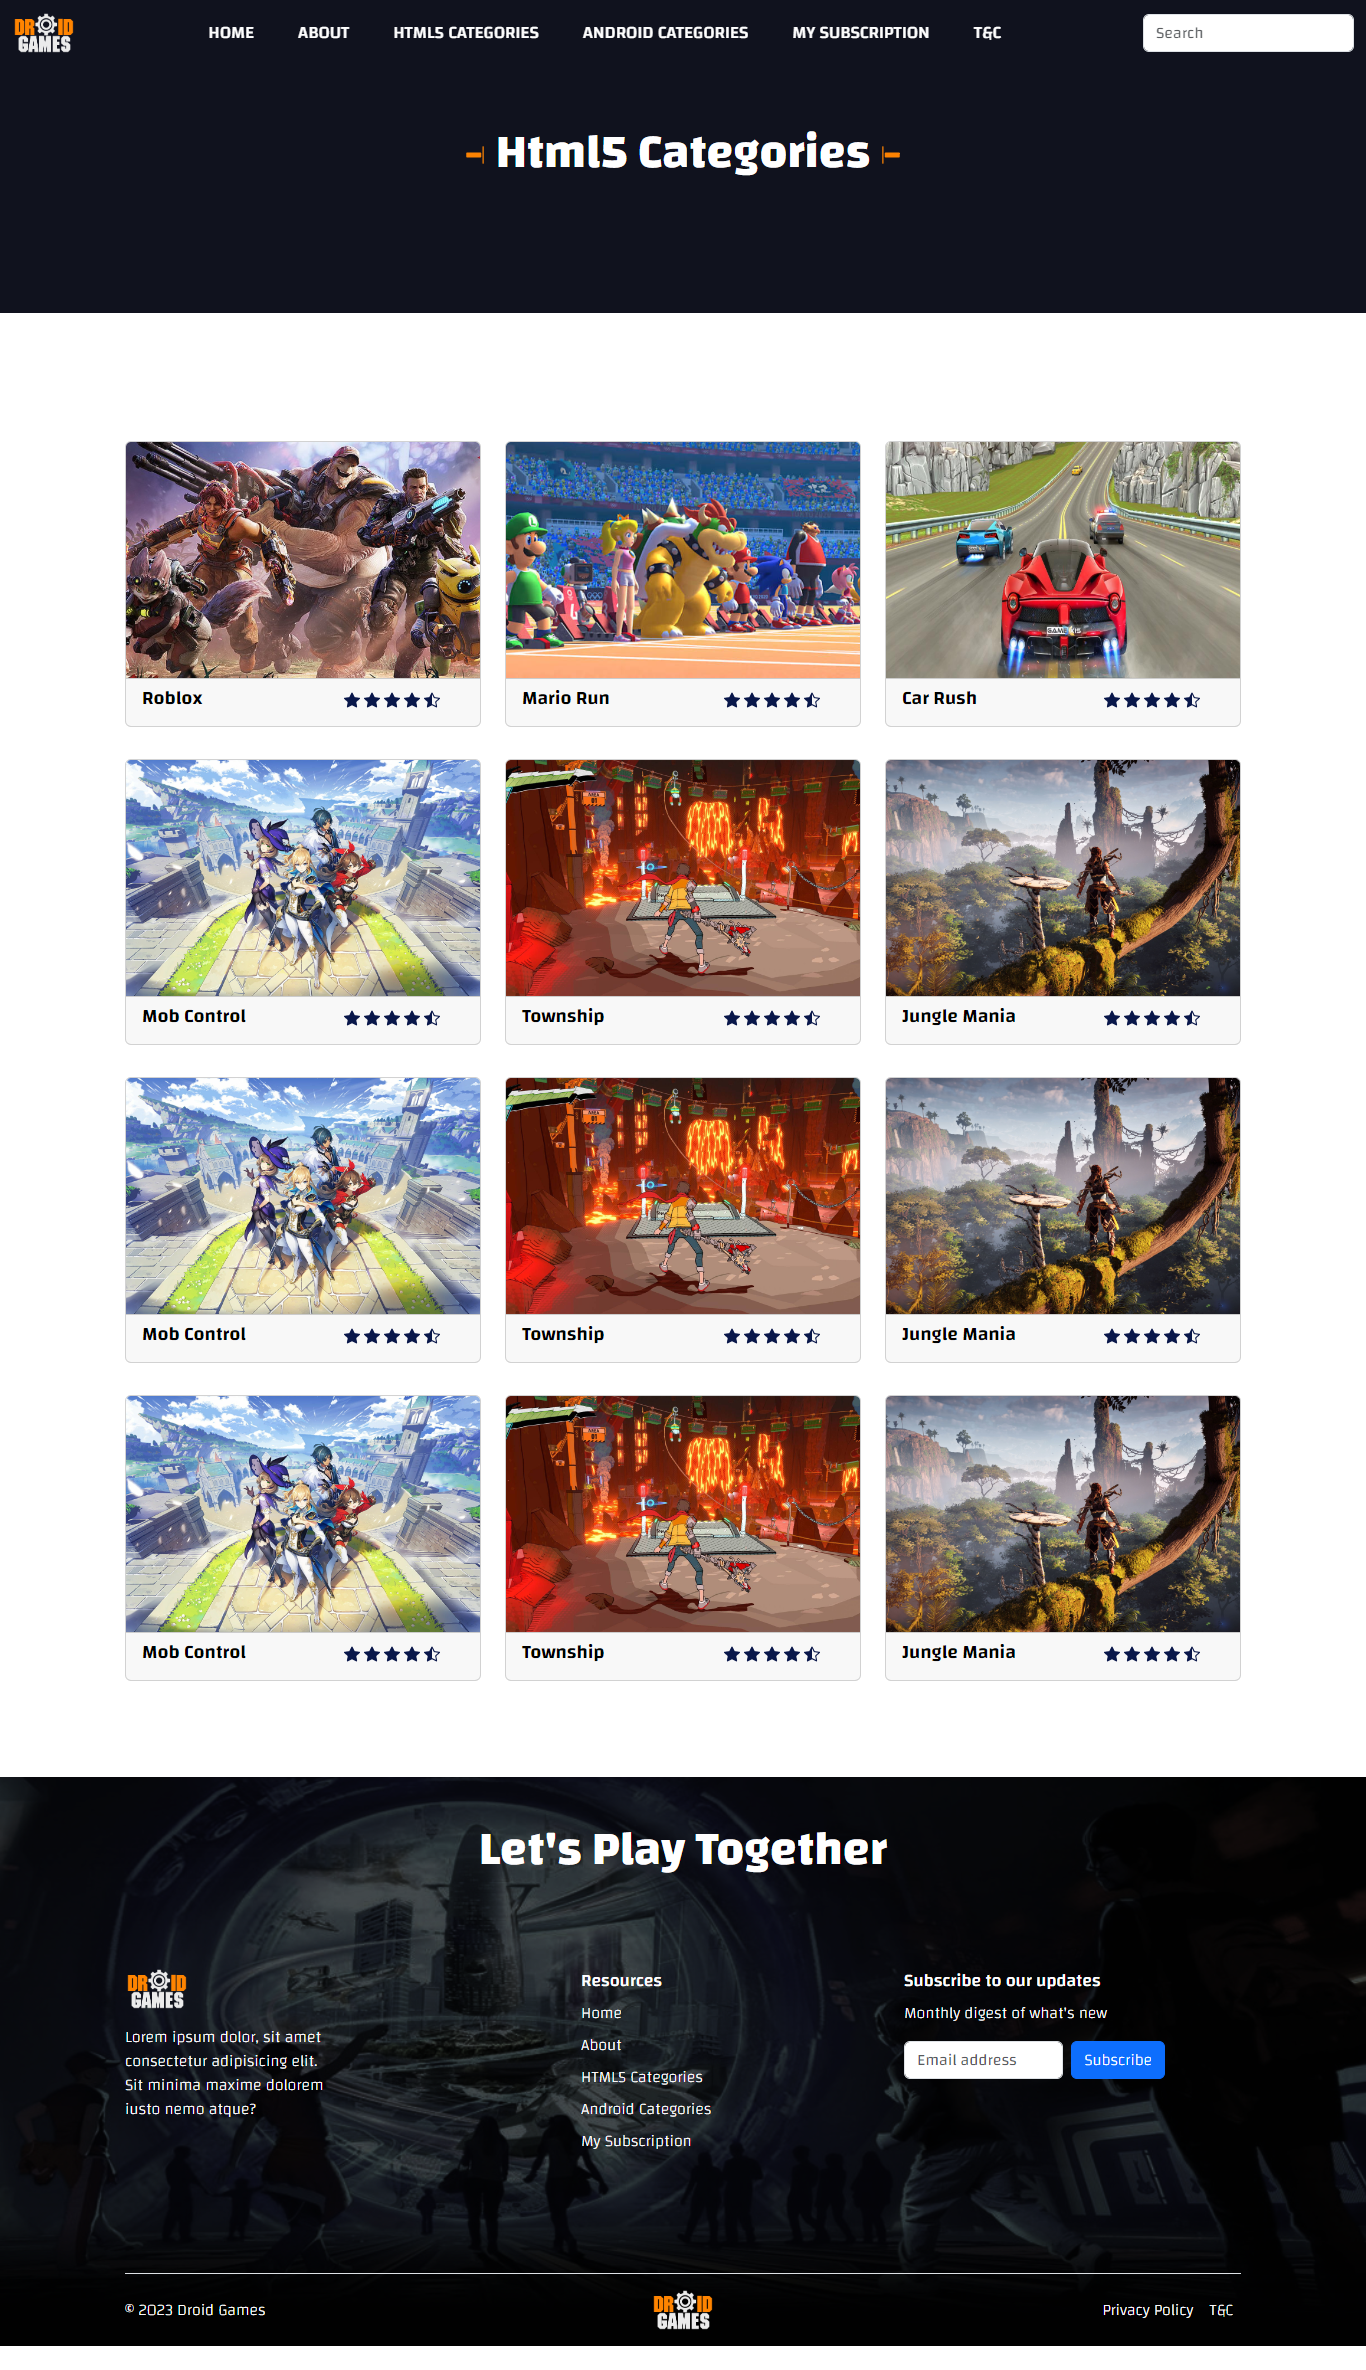 DROID
GAMES
HOME ABOUT HTML5 CATEGORIES ANDROID CATEGORIES MY SUBSCRIPTION T&C
Search
Html5 Categories
Roblox
Mario Run
Car Rush
Mob Control
Township
Jungle Mania
Mob Control
Township
Jungle Mania
Mob Control
Township
Jungle Mania
Let's Play Together
DROID
GAMES
Lorem ipsum dolor, sit amet
consectetur adipisicing elit.
Sit minima maxime dolorem
iusto nemo atque?
Resources
Home
About
HTML5 Categories
Android Categories
My Subscription
Subscribe to our updates
Monthly digest of what's new
Email address
Subscribe
© 2023 Droid Games
DROID
GAMES
Privacy Policy T&C